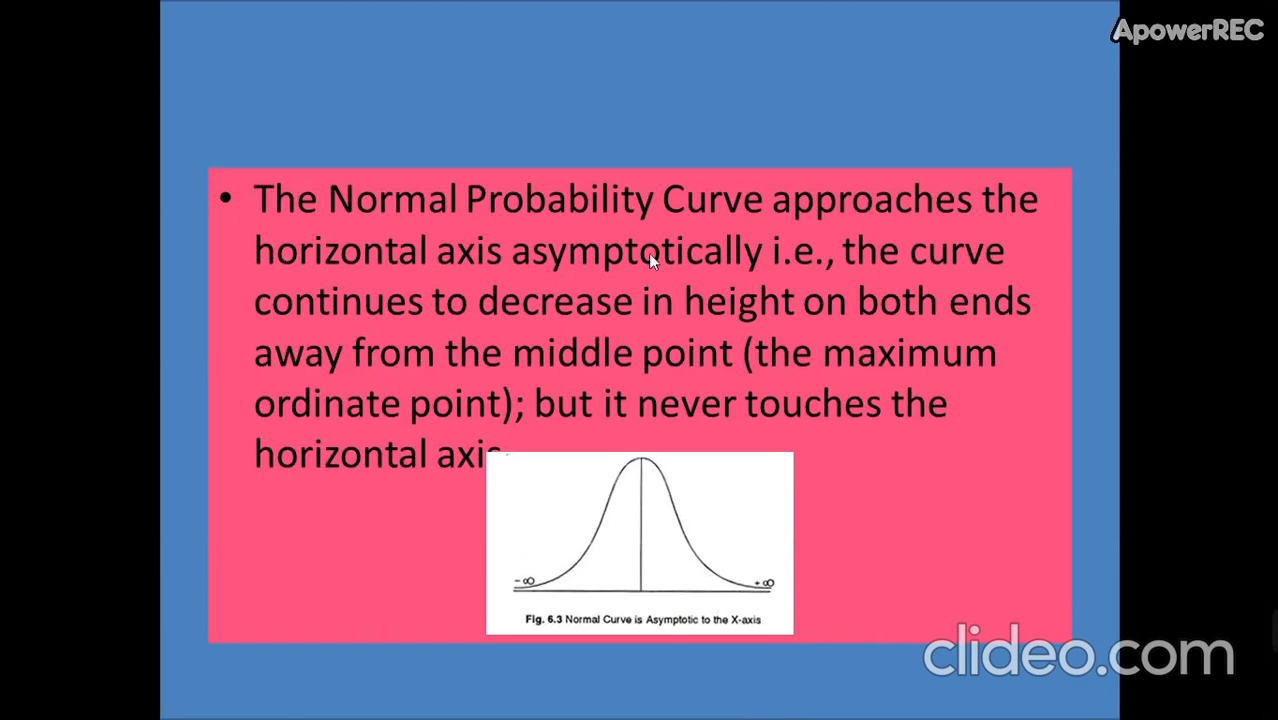 ApowerREC
• The Normal Probability Curve approaches the
horizontal axis asymptotically i.e., the curve
continues to decrease in height on both ends
away from the middle point (the maximum
ordinate point); but it never touches the
horizontal axis.
- ∞ + ∞
Fig. 6.3 Normal Curve is Asymptotic to the X-axis
clideo.com